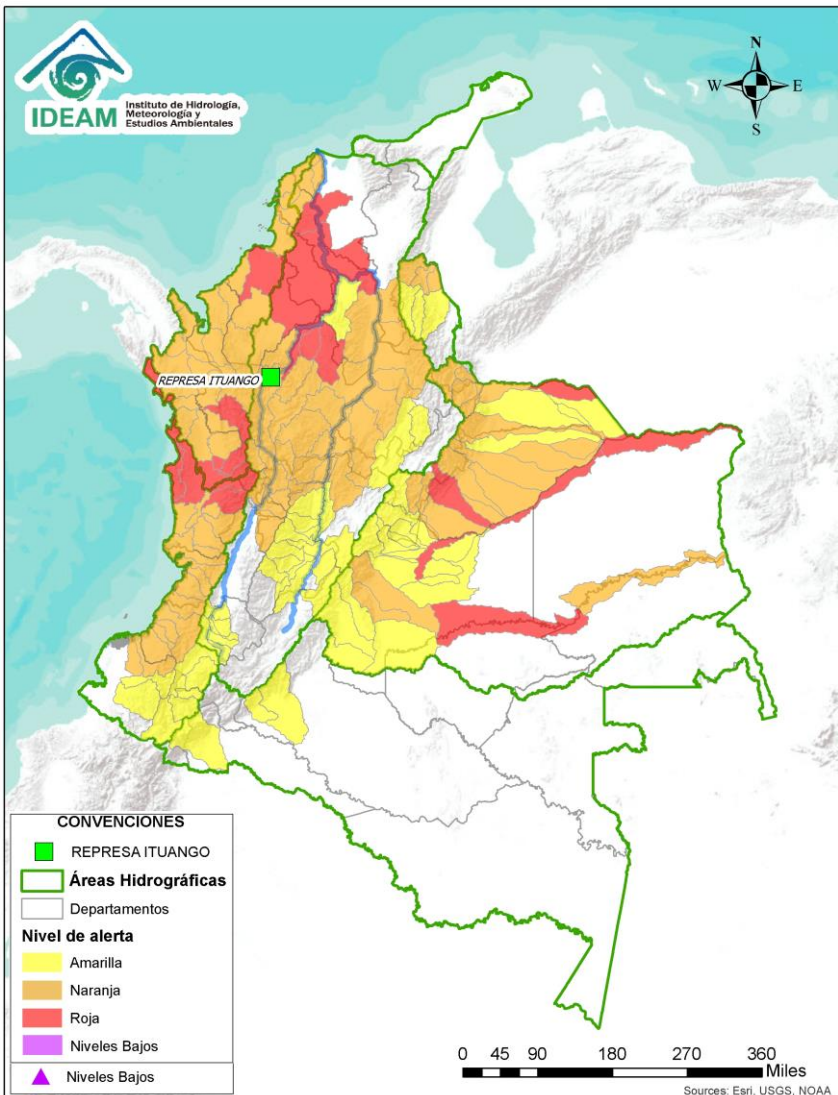 IDEAM
Instituto de Hidrología,
Meteorología y
Estudios Ambientales
N
W
E
S
REPRESA ITUANGO
CONVENCIONES
REPRESA ITUANGO
Áreas Hidrográficas
Departamentos
Nivel de alerta
Amarilla
Naranja
Roja
Niveles Bajos
Niveles Bajos
0 45 90 180 270 360
Miles
Sources: Esri, USGS, NOAA